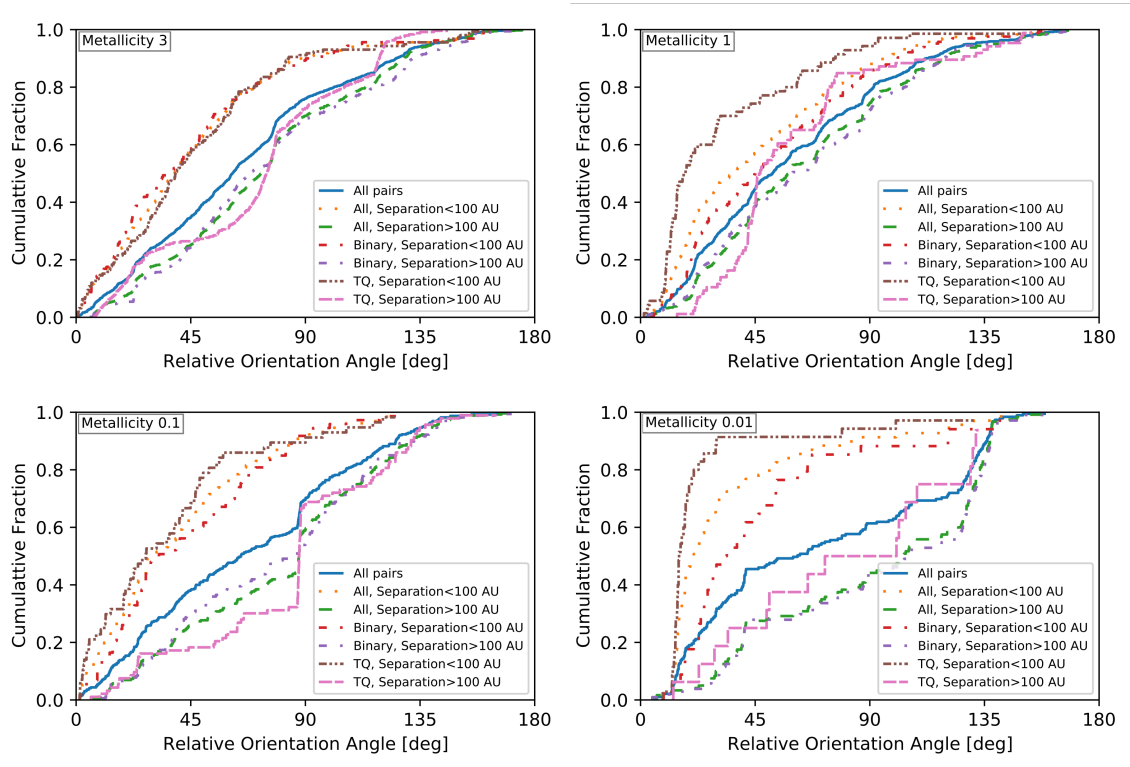 Metallicity 3
1.0
0.8
0.6
0.4
0.2
0.0
Cumulattive Fraction
All pairs
All, Separation<100 AU
All, Separation>100 AU
Binary, Separation<100 AU
Binary, Separation>100 AU
TQ, Separation<100 AU
TQ, Separation>100 AU
0 45 90 135 180
Relative Orientation Angle [deg]
Metallicity 1
1.0
0.8
0.6
0.4
0.2
0.0
Cumulattive Fraction
All pairs
All, Separation<100 AU
All, Separation>100 AU
Binary, Separation<100 AU
Binary, Separation>100 AU
TQ, Separation<100 AU
TQ, Separation>100 AU
0 45 90 135 180
Relative Orientation Angle [deg]
Metallicity 0.1
1.0
0.8
0.6
0.4
0.2
0.0
Cumulattive Fraction
All pairs
All, Separation<100 AU
All, Separation>100 AU
Binary, Separation<100 AU
Binary, Separation>100 AU
TQ, Separation<100 AU
TQ, Separation>100 AU
0 45 90 135 180
Relative Orientation Angle [deg]
Metallicity 0.01
1.0
0.8
0.6
0.4
0.2
0.0
Cumulattive Fraction
All pairs
All, Separation<100 AU
All, Separation>100 AU
Binary, Separation<100 AU
Binary, Separation>100 AU
TQ, Separation<100 AU
TQ, Separation>100 AU
0 45 90 135 180
Relative Orientation Angle [deg]